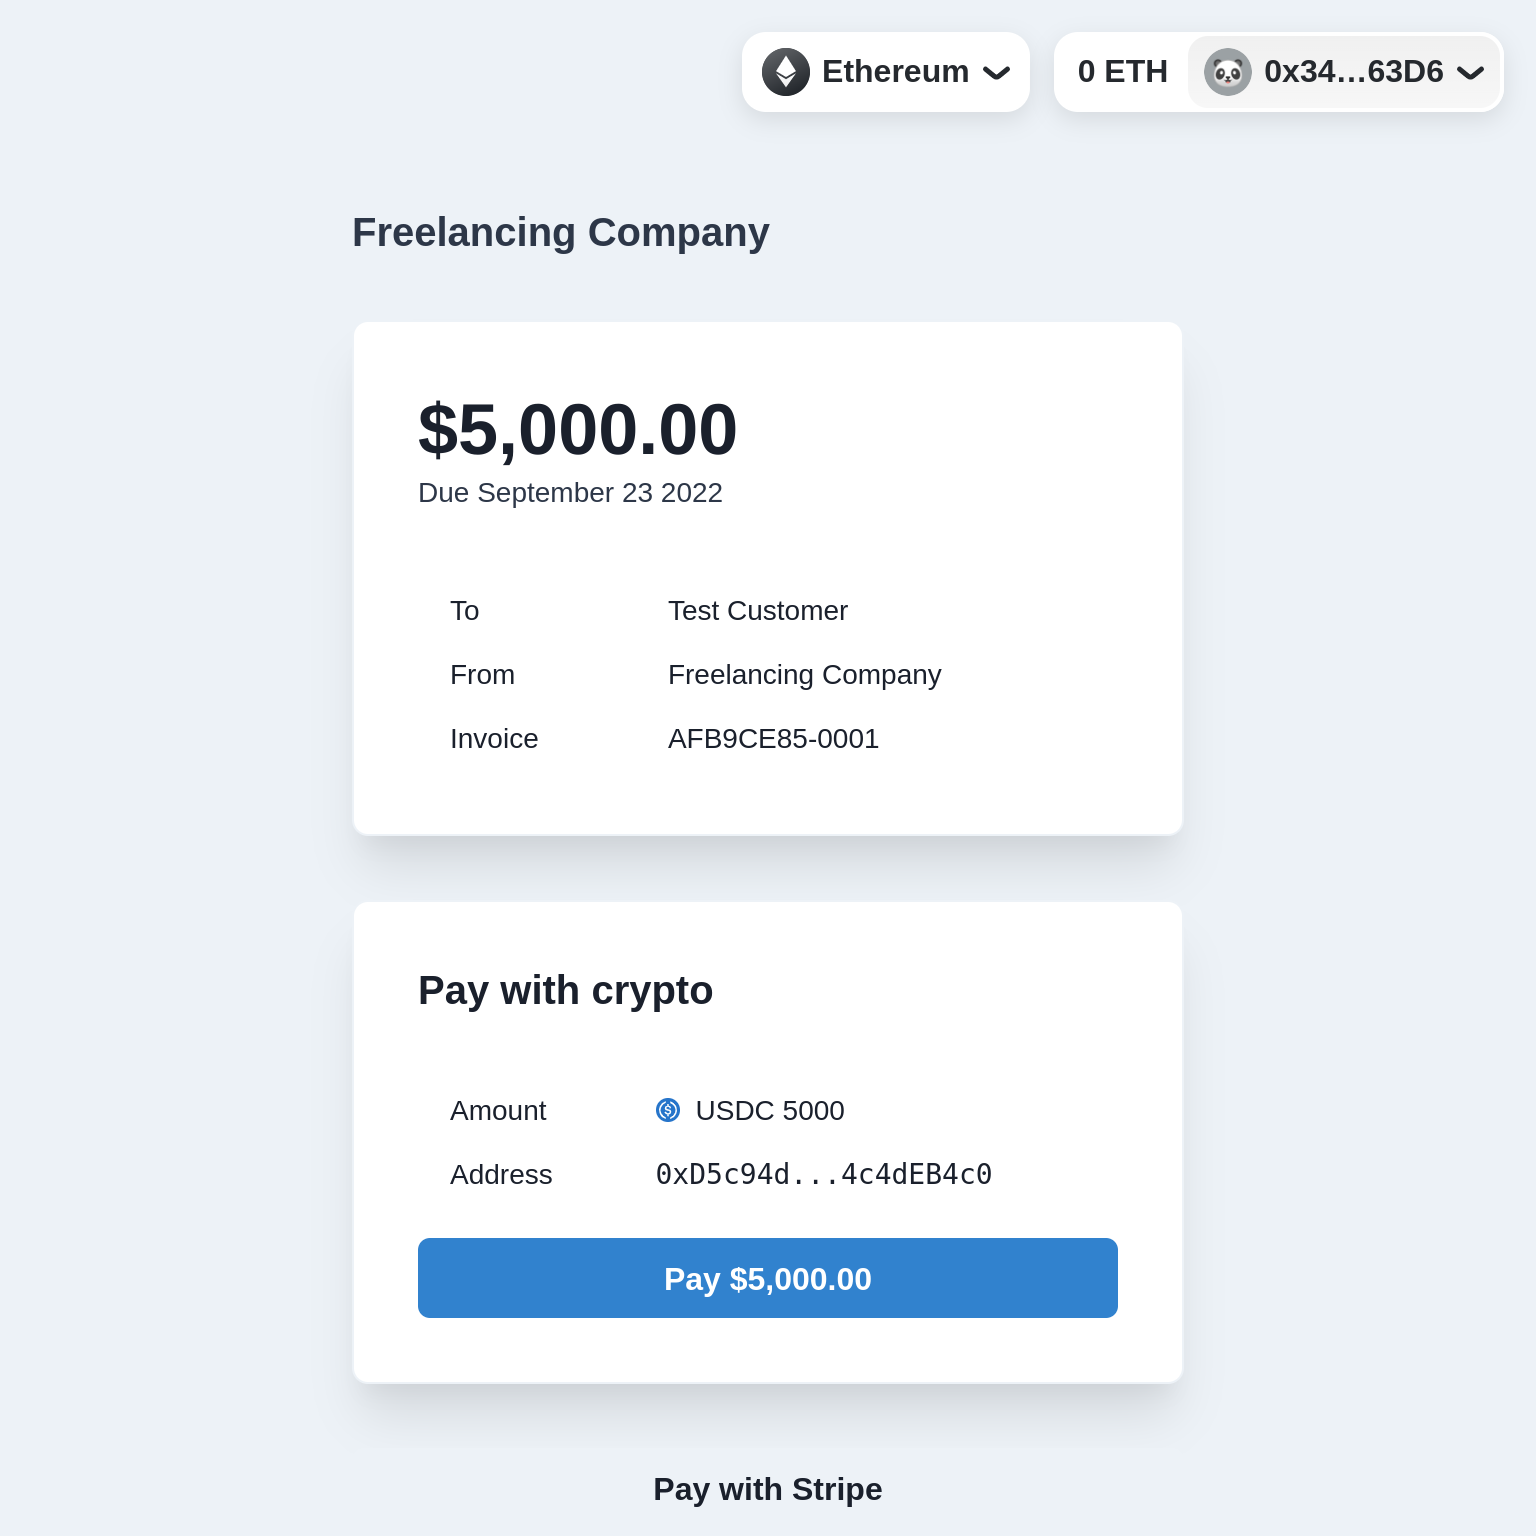 Ethereum
0 ETH 0x34...63D6
Freelancing Company
$5,000.00
Due September 23 2022
To Test Customer
From Freelancing Company
Invoice AFB9CE85-0001
Pay with crypto
Amount USDC 5000
Address 0xD5c94d...4c4dEB4c0
Pay $5,000.00
Pay with Stripe